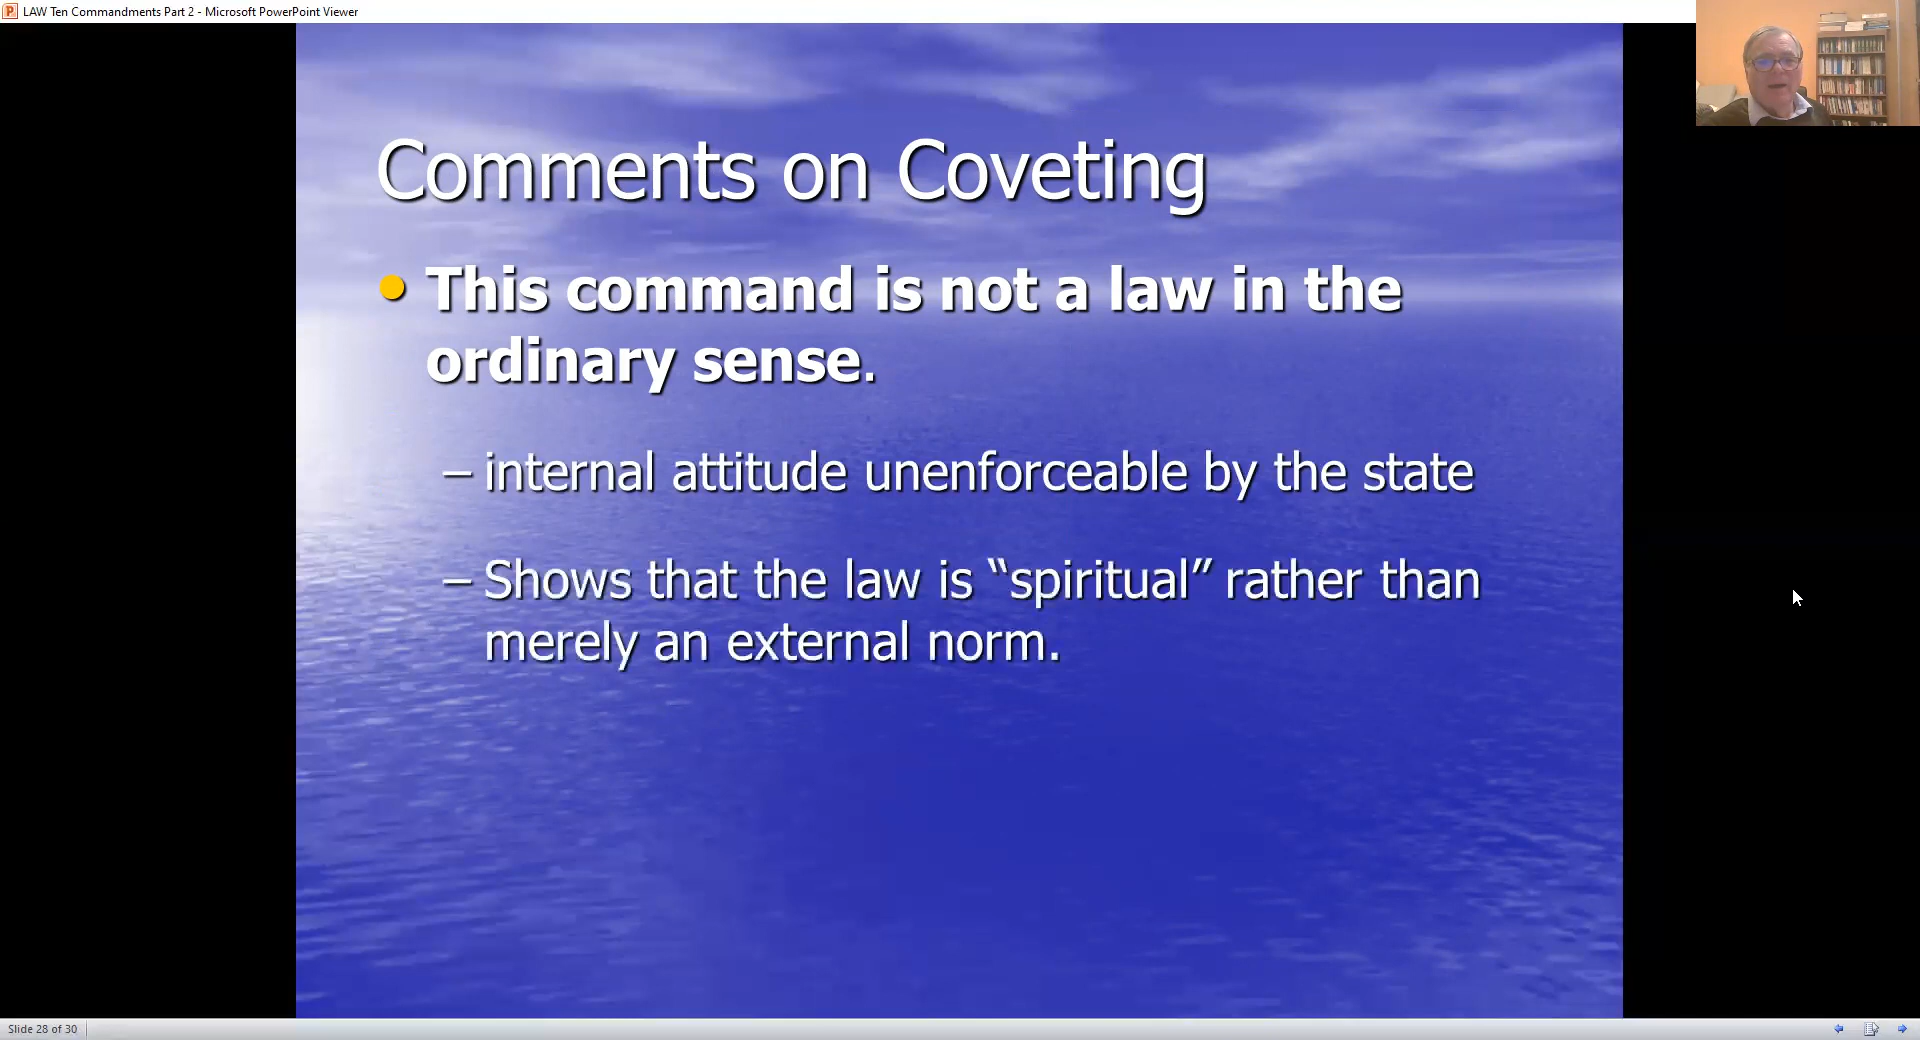 LAW Ten Commandments Part 2 - Microsoft PowerPoint Viewer
Comments on Coveting
This command is not a law in the
ordinary sense.
– internal attitude unenforceable by the state
– Shows that the law is “spiritual” rather than
merely an external norm.
Slide 28 of 30